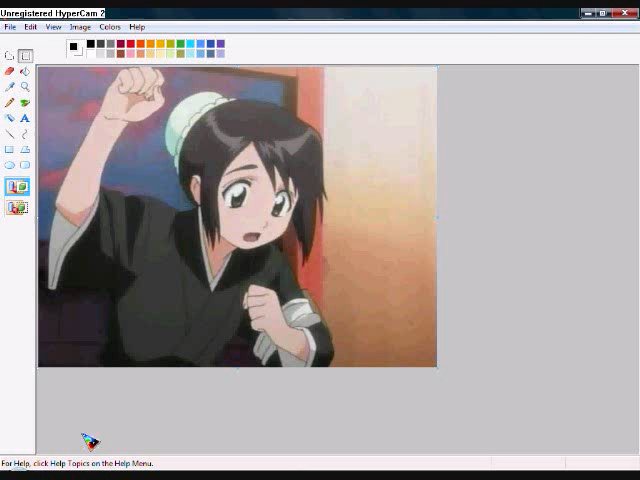 Unregistered HyperCam 2
File Edit View Image Colors Help
A
For Help, click Help Topics on the Help Menu.